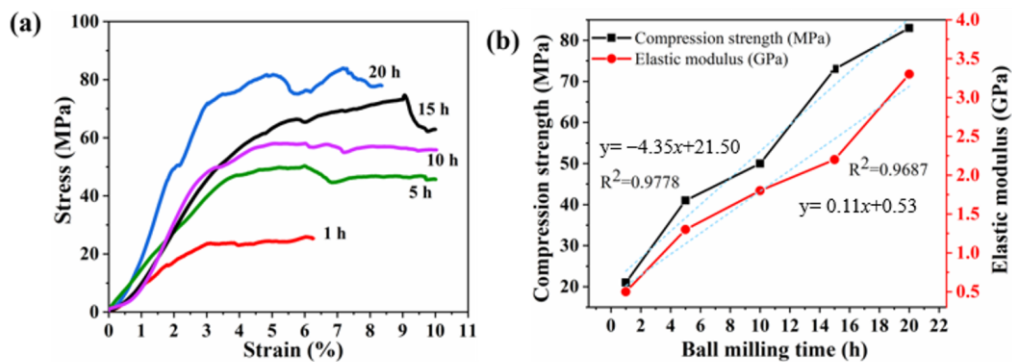 (a)
100
80
60
40
20
0
Stress (MPa)
20 h
15 h
10 h
5 h
1 h
0 1 2 3 4 5 6 7 8 9 10
Strain (%)
(b)
Compression strength (MPa)
80
70
60
50
40
30
20
Compression strength (MPa)
Elastic modulus (GPa)
y= −4.35x+21.50
R²=0.9778
R²=0.9687
y= 0.11x+0.53
4.0
3.5
3.0
2.5
2.0
1.5
1.0
0.5
Elastic modulus (GPa)
0 2 4 6 8 10 12 14 16 18 20 22
Ball milling time (h)